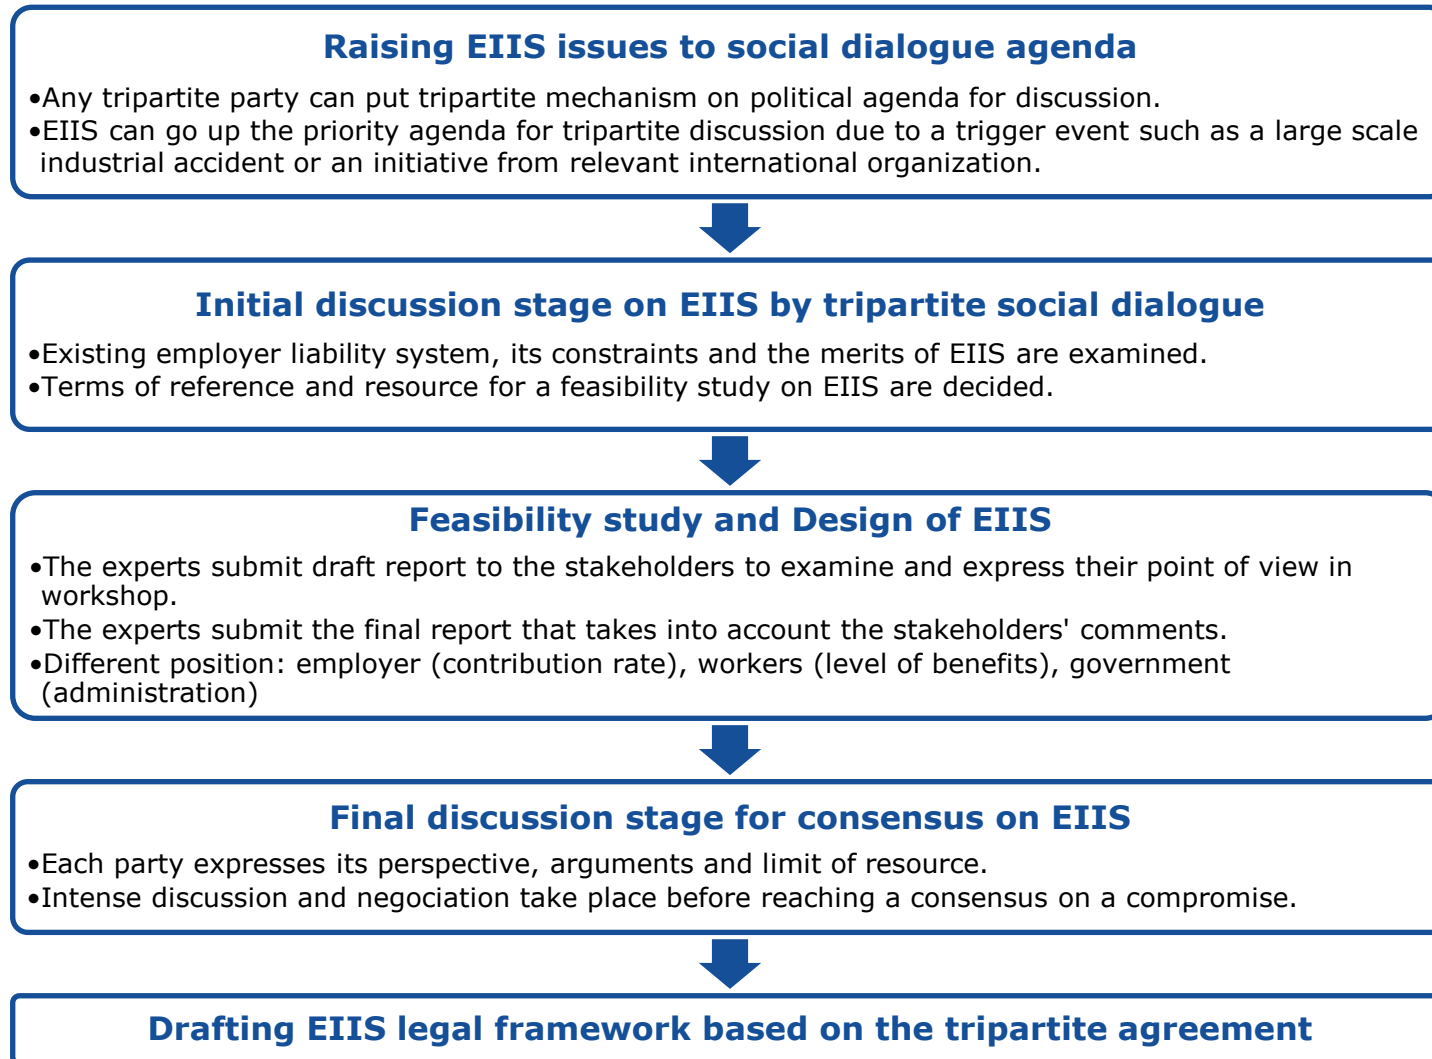 Raising EIIS issues to social dialogue agenda
•Any tripartite party can put tripartite mechanism on political agenda for discussion.
•EIIS can go up the priority agenda for tripartite discussion due to a trigger event such as a large scale
industrial accident or an initiative from relevant international organization.
Initial discussion stage on EIIS by tripartite social dialogue
•Existing employer liability system, its constraints and the merits of EIIS are examined.
•Terms of reference and resource for a feasibility study on EIIS are decided.
Feasibility study and Design of EIIS
•The experts submit draft report to the stakeholders to examine and express their point of view in
workshop.
•The experts submit the final report that takes into account the stakeholders' comments.
•Different position: employer (contribution rate), workers (level of benefits), government
(administration)
Final discussion stage for consensus on EIIS
•Each party expresses its perspective, arguments and limit of resource.
•Intense discussion and negociation take place before reaching a consensus on a compromise.
Drafting EIIS legal framework based on the tripartite agreement